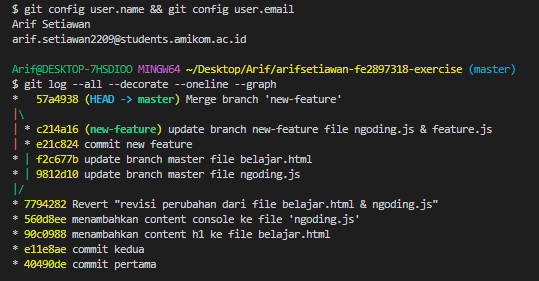 $ git config user.name && git config user.email
Arif Setiawan
arif.setiawan2209@students.amikom.ac.id
Arif@DESKTOP-7HSDIOO MINGW64 ~/Desktop/Arif/arifsetiawan-fe2897318-exercise (master)
$ git log --all --decorate --oneline --graph
*   57a4938 (HEAD -> master) Merge branch 'new-feature'
|\
| * c214a16 (new-feature) update branch new-feature file ngoding.js & feature.js
| * e21c824 commit new feature
* | f2c677b update branch master file belajar.html
* | 9812d10 update branch master file ngoding.js
|/
* 7794282 Revert "revisi perubahan dari file belajar.html & ngoding.js"
* 560d8ee menambahkan content console ke file 'ngoding.js'
* 90c0988 menambahkan content h1 ke file belajar.html
* e11e8ae commit kedua
* 40490de commit pertama